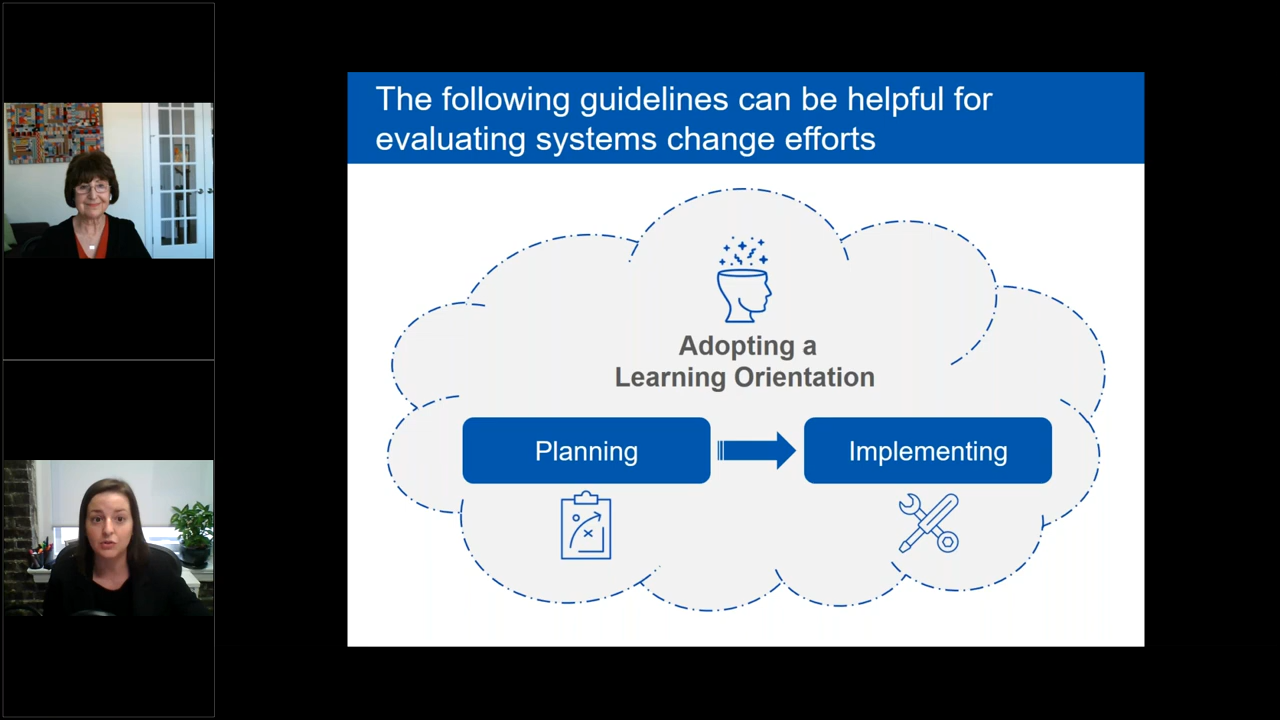 The following guidelines can be helpful for
evaluating systems change efforts
Adopting a
Learning Orientation
Planning
Implementing